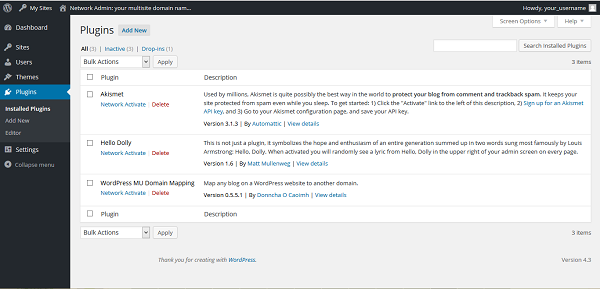 My Sites Network Admin: your multisite domain nam... Howdy, your_username
Dashboard
Sites
Users
Themes
Plugins
Installed Plugins
Add New
Editor
Settings
Collapse menu
Screen Options Help
Plugins Add New
All (3) | Inactive (3) | Drop-ins (1)
Search Installed Plugins
Bulk Actions Apply
3 items
Plugin Description
Akismet
Network Activate | Delete
Used by millions, Akismet is quite possibly the best way in the world to protect your blog from comment and trackback spam. It keeps your
site protected from spam even while you sleep. To get started: 1) Click the "Activate" link to the left of this description, 2) Sign up for an Akismet
API key, and 3) Go to your Akismet configuration page, and save your API key.
Version 3.1.3 | By Automattic | View details
Hello Dolly
Network Activate | Delete
This is not just a plugin, it symbolizes the hope and enthusiasm of an entire generation summed up in two words sung most famously by Louis
Armstrong: Hello, Dolly. When activated you will randomly see a lyric from Hello, Dolly in the upper right of your admin screen on every page.
Version 1.6 | By Matt Mullenweg | View details
WordPress MU Domain Mapping
Network Activate | Delete
Map any blog on a WordPress website to another domain.
Version 0.5.5.1 | By Donncha O Caoimh | View details
Plugin Description
Bulk Actions Apply
3 items
Thank you for creating with WordPress.
Version 4.3